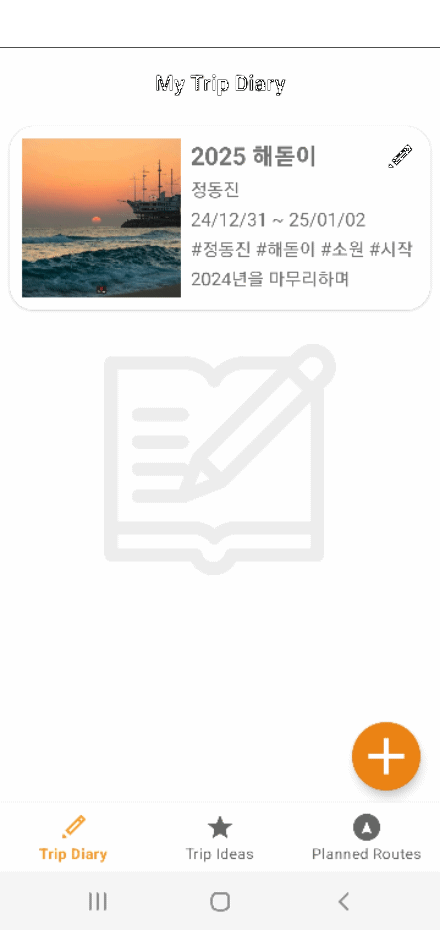 My Trip Diary
2025 해돋이
정동진
24/12/31 ~ 25/01/02
#정동진 #해돋이 #소원 #시작
2024년을 마무리하며
Trip Diary
Trip Ideas
Planned Routes